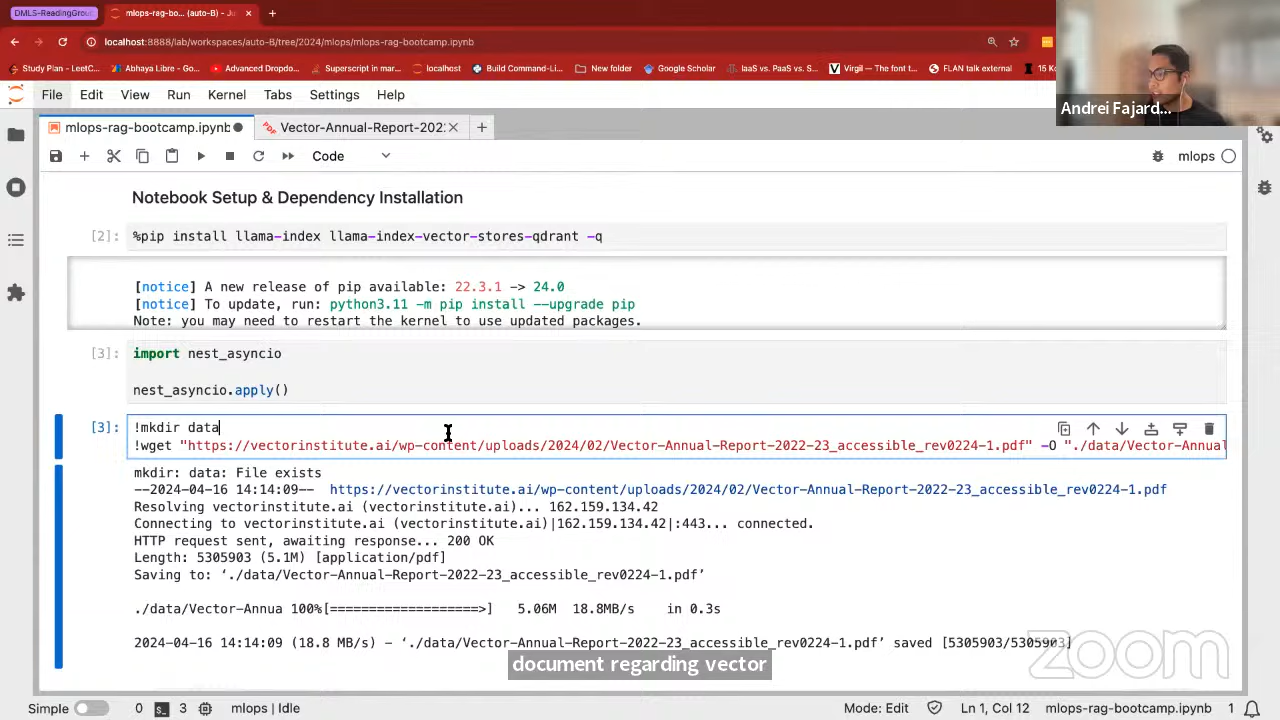 DMLS-ReadingGroup
mlops-rag-bo... (auto-B) - Ju
localhost:8888/lab/workspaces/auto-B/tree/2024/mlops/mlops-rag-bootcamp.ipynb
Study Plan - LeetC...
Abhaya Libre - Go...
Advanced Dropdo...
Superscript in mar...
localhost
Build Command-Li...
New folder
Google Scholar
IaaS vs. PaaS vs. S...
Virgil — The font t...
FLAN talk external
15 Ko
Andrei Fajard...
File Edit View Run Kernel Tabs Settings Help
mlops-rag-bootcamp.ipynb
Vector-Annual-Report-202
Code
mlops
Notebook Setup & Dependency Installation
[2]: %pip install llama-index llama-index-vector-stores-qdrant -q
[notice] A new release of pip available: 22.3.1 -> 24.0
[notice] To update, run: python3.11 -m pip install --upgrade pip
Note: you may need to restart the kernel to use updated packages.
[3]: import nest_asyncio
nest_asyncio.apply()
[3]: !mkdir data
!wget "https://vectorinstitute.ai/wp-content/uploads/2024/02/Vector-Annual-Report-2022-23_accessible_rev0224-1.pdf" -O "./data/Vector-Annual
mkdir: data: File exists
--2024-04-16 14:14:09--  https://vectorinstitute.ai/wp-content/uploads/2024/02/Vector-Annual-Report-2022-23_accessible_rev0224-1.pdf
Resolving vectorinstitute.ai (vectorinstitute.ai)... 162.159.134.42
Connecting to vectorinstitute.ai (vectorinstitute.ai)|162.159.134.42|:443... connected.
HTTP request sent, awaiting response... 200 OK
Length: 5305903 (5.1M) [application/pdf]
Saving to: ‘./data/Vector-Annual-Report-2022-23_accessible_rev0224-1.pdf’
./data/Vector-Annua 100%[===================>]   5.06M  18.8MB/s    in 0.3s
2024-04-16 14:14:09 (18.8 MB/s) - ‘./data/Vector-Annual-Report-2022-23_accessible_rev0224-1.pdf’ saved [5305903/5305903]
document regarding vector
zoom
Simple 0 3 mlops | Idle Mode: Edit Ln 1, Col 12 mlops-rag-bootcamp.ipynb 1